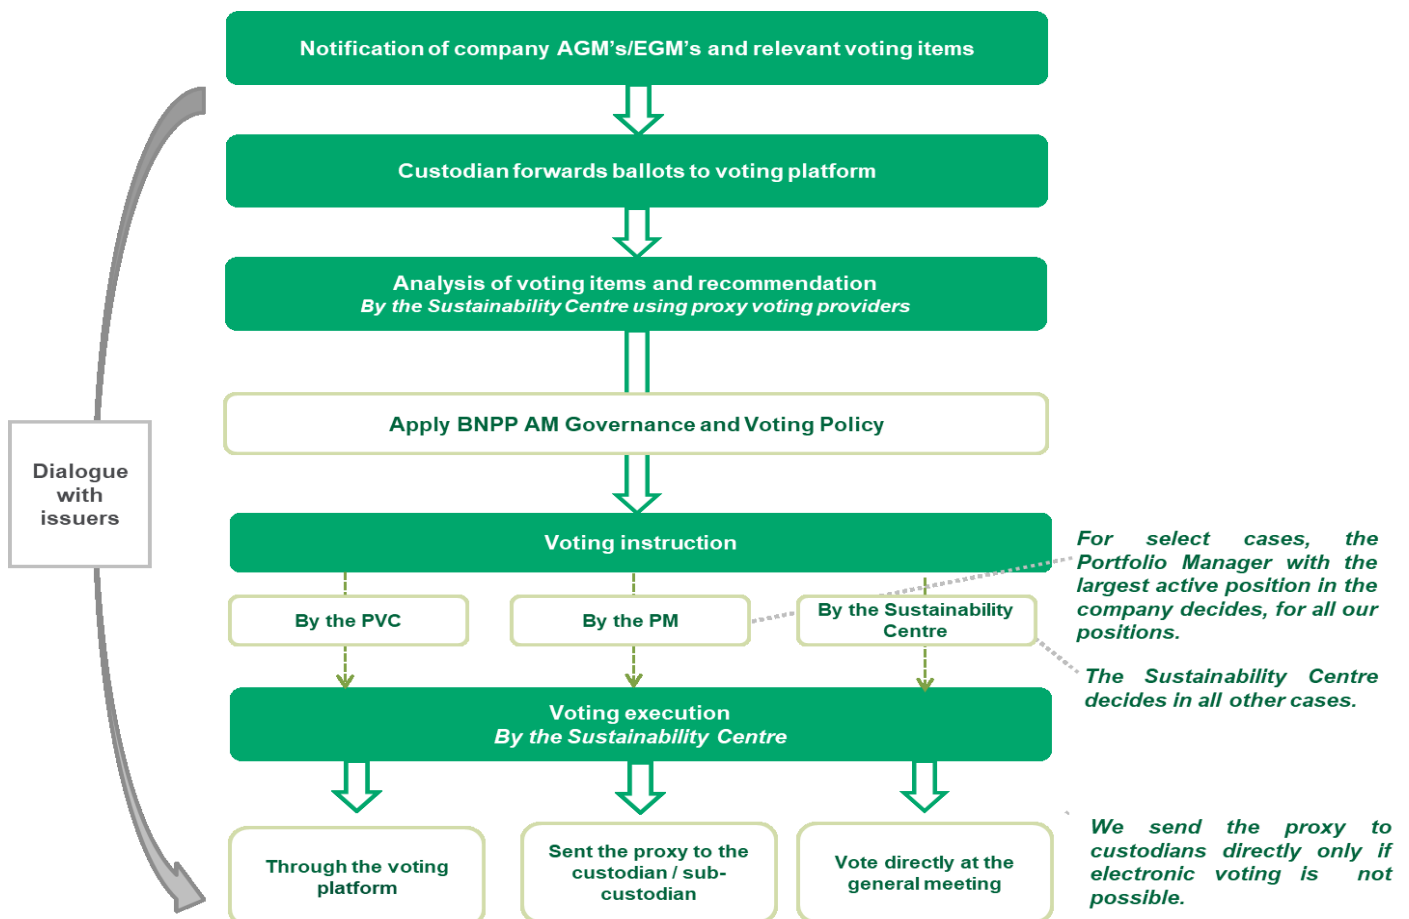 Notification of company AGM’s/EGM’s and relevant voting items
Custodian forwards ballots to voting platform
Analysis of voting items and recommendation
By the Sustainability Centre using proxy voting providers
Apply BNPP AM Governance and Voting Policy
Dialogue
with
issuers
Voting instruction
By the PVC
By the PM
By the Sustainability
Centre
For select cases, the
Portfolio Manager with the
largest active position in the
company decides, for all our
positions.
The Sustainability Centre
decides in all other cases.
Voting execution
By the Sustainability Centre
Through the voting
platform
Sent the proxy to the
custodian / sub-
custodian
Vote directly at the
general meeting
We send the proxy to
custodians directly only if
electronic voting is not
possible.